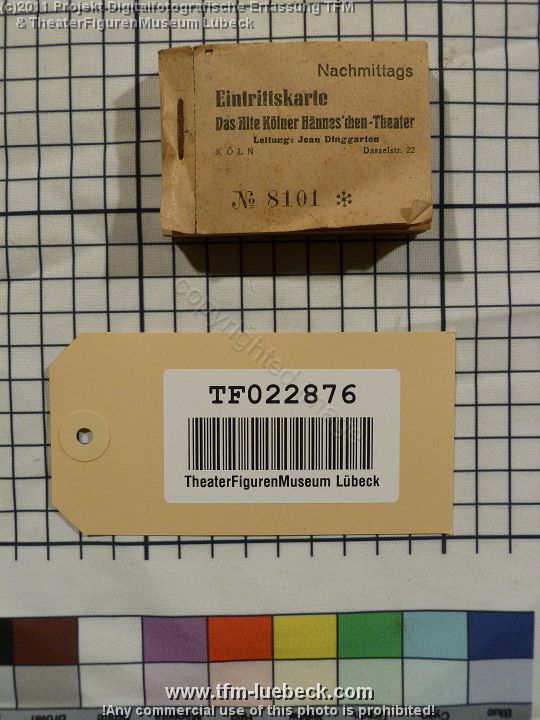 (c)2011 Projekt Digitalfotografische Erfassung TFM
& TheaterFigurenMuseum Lübeck
Nachmittags
Eintrittskarte
Das Alte Kölner Hännes'chen-Theater
Leitung: Jean Dinggarten
KÖLN Dasselstr. 22
№ 8101 ✻
copyrighted image
TF022876
TheaterFigurenMuseum Lübeck
www.tfm-luebeck.com
!Any commercial use of this photo is prohibited!